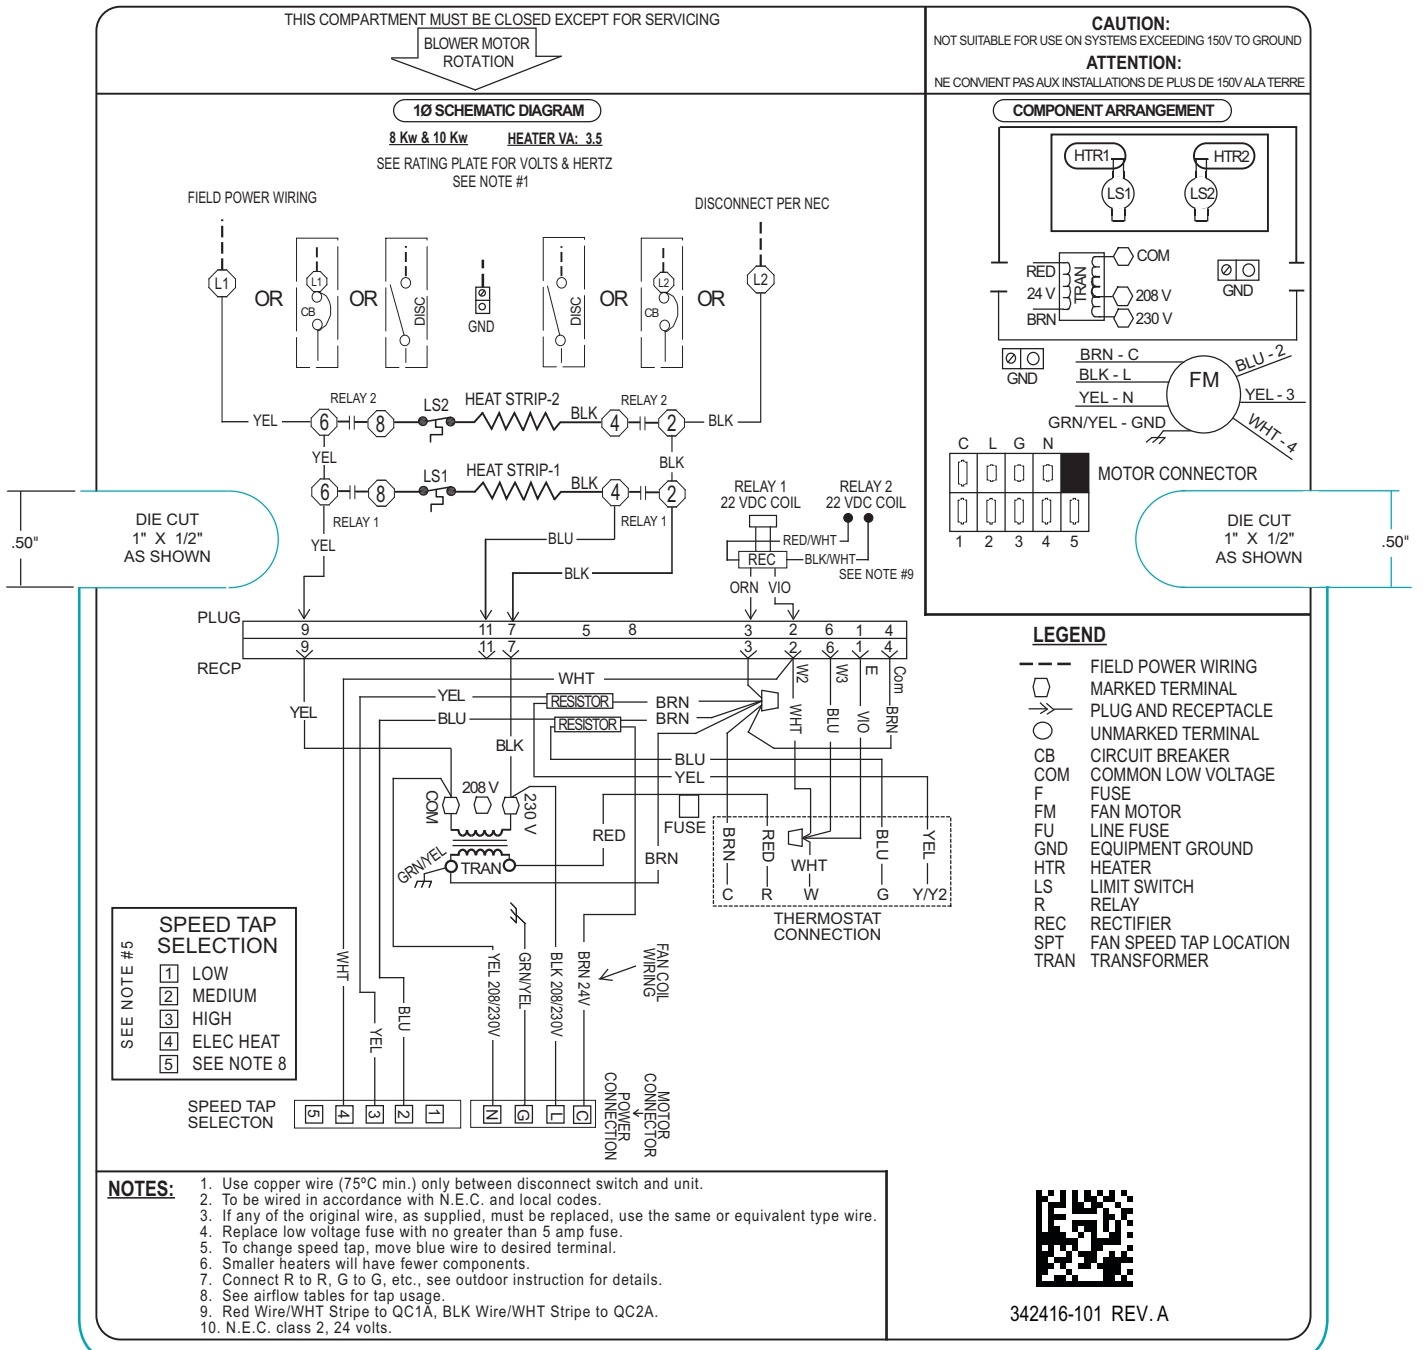 THIS COMPARTMENT MUST BE CLOSED EXCEPT FOR SERVICING
BLOWER MOTOR
ROTATION
CAUTION:
NOT SUITABLE FOR USE ON SYSTEMS EXCEEDING 150V TO GROUND
ATTENTION:
NE CONVIENT PAS AUX INSTALLATIONS DE PLUS DE 150V ALA TERRE
1Ø SCHEMATIC DIAGRAM
8 Kw & 10 Kw HEATER VA: 3.5
SEE RATING PLATE FOR VOLTS & HERTZ
SEE NOTE #1
FIELD POWER WIRING
DISCONNECT PER NEC
L1 OR L1 CB OR DISC GND DISC OR L2 CB OR L2
RELAY 2 LS2 HEAT STRIP-2 BLK RELAY 2
YEL 6 8 4 2 BLK
YEL BLK
LS1 HEAT STRIP-1 BLK
6 8 4 2
RELAY 1 RELAY 1
YEL BLU
BLK
RELAY 1
22 VDC COIL
RELAY 2
22 VDC COIL
RED/WHT
REC BLK/WHT
SEE NOTE #9
ORN VIO
COMPONENT ARRANGEMENT
HTR1 HTR2
LS1 LS2
COM
RED
24 V TRAN 208 V
BRN 230 V
GND
GND
BRN - C
BLK - L
YEL - N
GRN/YEL - GND
FM
BLU - 2
YEL - 3
WHT - 4
C L G N
MOTOR CONNECTOR
1 2 3 4 5
.50"
DIE CUT
1" X 1/2"
AS SHOWN
DIE CUT
1" X 1/2"
AS SHOWN
.50"
PLUG
9 11 7 5 8 3 2 6 1 4
9 11 7 3 2 6 1 4
RECP
W2 W3 E Com
WHT
YEL RESISTOR BRN
BLU RESISTOR BRN
YEL BLK WHT BLU VIO BRN
BLU
YEL
COM 208 V 230 V
GRN/YEL TRAN
RED
FUSE
BRN
BRN RED WHT BLU YEL
C R W G Y/Y2
THERMOSTAT
CONNECTION
LEGEND
FIELD POWER WIRING
MARKED TERMINAL
PLUG AND RECEPTACLE
UNMARKED TERMINAL
CB CIRCUIT BREAKER
COM COMMON LOW VOLTAGE
F FUSE
FM FAN MOTOR
FU LINE FUSE
GND EQUIPMENT GROUND
HTR HEATER
LS LIMIT SWITCH
R RELAY
REC RECTIFIER
SPT FAN SPEED TAP LOCATION
TRAN TRANSFORMER
SEE NOTE #5
SPEED TAP
SELECTION
1 LOW
2 MEDIUM
3 HIGH
4 ELEC HEAT
5 SEE NOTE 8
WHT YEL BLU
YEL 208/230V
GRN/YEL
BLK 208/230V
BRN 24V
FAN COIL
WIRING
SPEED TAP
SELECTON
5 4 3 2 1
N G L C
MOTOR
CONNECTOR
POWER
CONNECTION
NOTES:
1. Use copper wire (75ºC min.) only between disconnect switch and unit.
2. To be wired in accordance with N.E.C. and local codes.
3. If any of the original wire, as supplied, must be replaced, use the same or equivalent type wire.
4. Replace low voltage fuse with no greater than 5 amp fuse.
5. To change speed tap, move blue wire to desired terminal.
6. Smaller heaters will have fewer components.
7. Connect R to R, G to G, etc., see outdoor instruction for details.
8. See airflow tables for tap usage.
9. Red Wire/WHT Stripe to QC1A, BLK Wire/WHT Stripe to QC2A.
10. N.E.C. class 2, 24 volts.
342416-101 REV. A